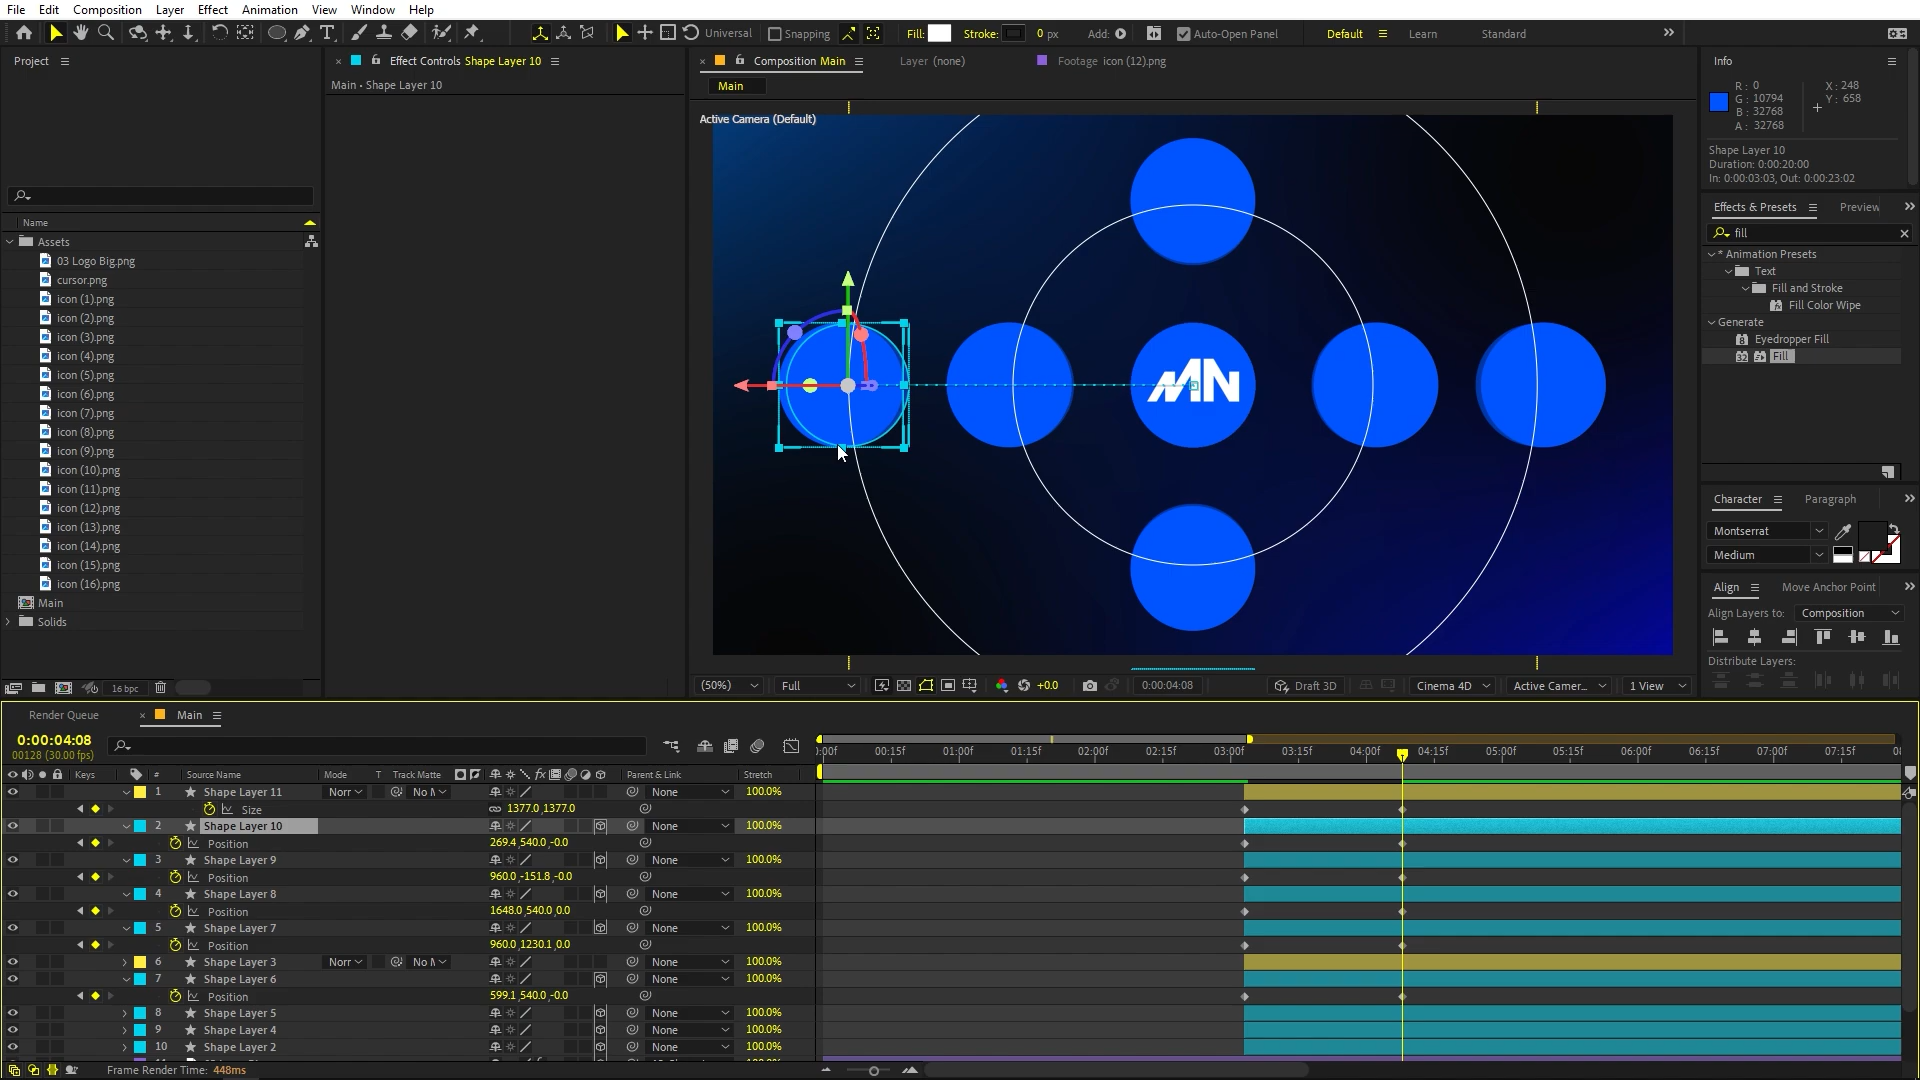 File Edit Composition Layer Effect Animation View Window Help
Universal Snapping Fill: Stroke: 0 px Add: Auto-Open Panel Default Learn Standard
Project
Effect Controls Shape Layer 10
Main • Shape Layer 10
Composition Main
Layer (none)
Footage icon (12).png
Main
Active Camera (Default)
MN
Name
Assets
03 Logo Big.png
cursor.png
icon (1).png
icon (2).png
icon (3).png
icon (4).png
icon (5).png
icon (6).png
icon (7).png
icon (8).png
icon (9).png
icon (10).png
icon (11).png
icon (12).png
icon (13).png
icon (14).png
icon (15).png
icon (16).png
Main
Solids
16 bpc
(50%) Full +0.0 0:00:04:08 Draft 3D Cinema 4D Active Camer... 1 View
Info
R: 0
G: 10794
B: 32768
A: 32768
X: 248
Y: 658
Shape Layer 10
Duration: 0:00:20:00
In: 0:00:03:03, Out: 0:00:23:02
Effects & Presets Preview
fill
* Animation Presets
Text
Fill and Stroke
Fill Color Wipe
Generate
Eyedropper Fill
Fill
Character Paragraph
Montserrat
Medium
Align Move Anchor Point
Align Layers to: Composition
Distribute Layers:
Render Queue Main
0:00:04:08
00128 (30.00 fps)
:00f 00:15f 01:00f 01:15f 02:00f 02:15f 03:00f 03:15f 04:00f 04:15f 05:00f 05:15f 06:00f 06:15f 07:00f 07:15f
Keys # Source Name Mode T Track Matte Parent & Link Stretch
1 Shape Layer 11 Norr No M None 100.0%
Size 1377.0,1377.0
2 Shape Layer 10 None 100.0%
Position 269.4,540.0,-0.0
3 Shape Layer 9 None 100.0%
Position 960.0,-151.8,-0.0
4 Shape Layer 8 None 100.0%
Position 1648.0,540.0,0.0
5 Shape Layer 7 None 100.0%
Position 960.0,1230.1,0.0
6 Shape Layer 3 Norr No M None 100.0%
7 Shape Layer 6 None 100.0%
Position 599.1,540.0,-0.0
8 Shape Layer 5 None 100.0%
9 Shape Layer 4 None 100.0%
10 Shape Layer 2 None 100.0%
Frame Render Time: 448ms